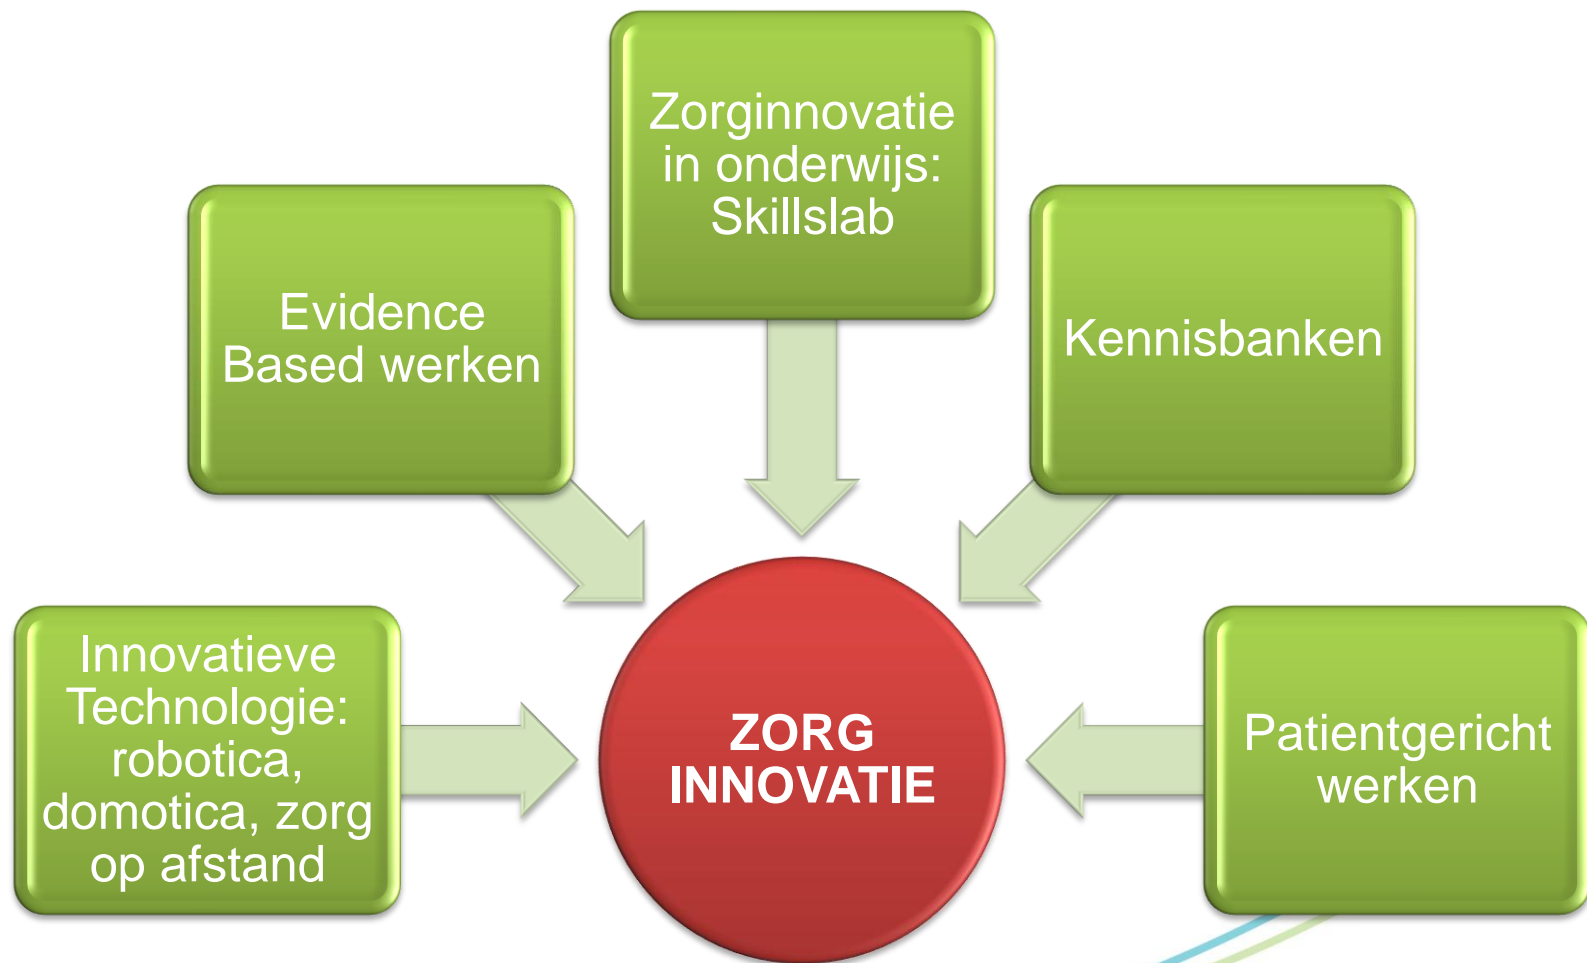 Zorginnovatie
in onderwijs:
Skillslab
Evidence
Based werken
Kennisbanken
Innovatieve
Technologie:
robotica,
domotica, zorg
op afstand
ZORG
INNOVATIE
Patientgericht
werken